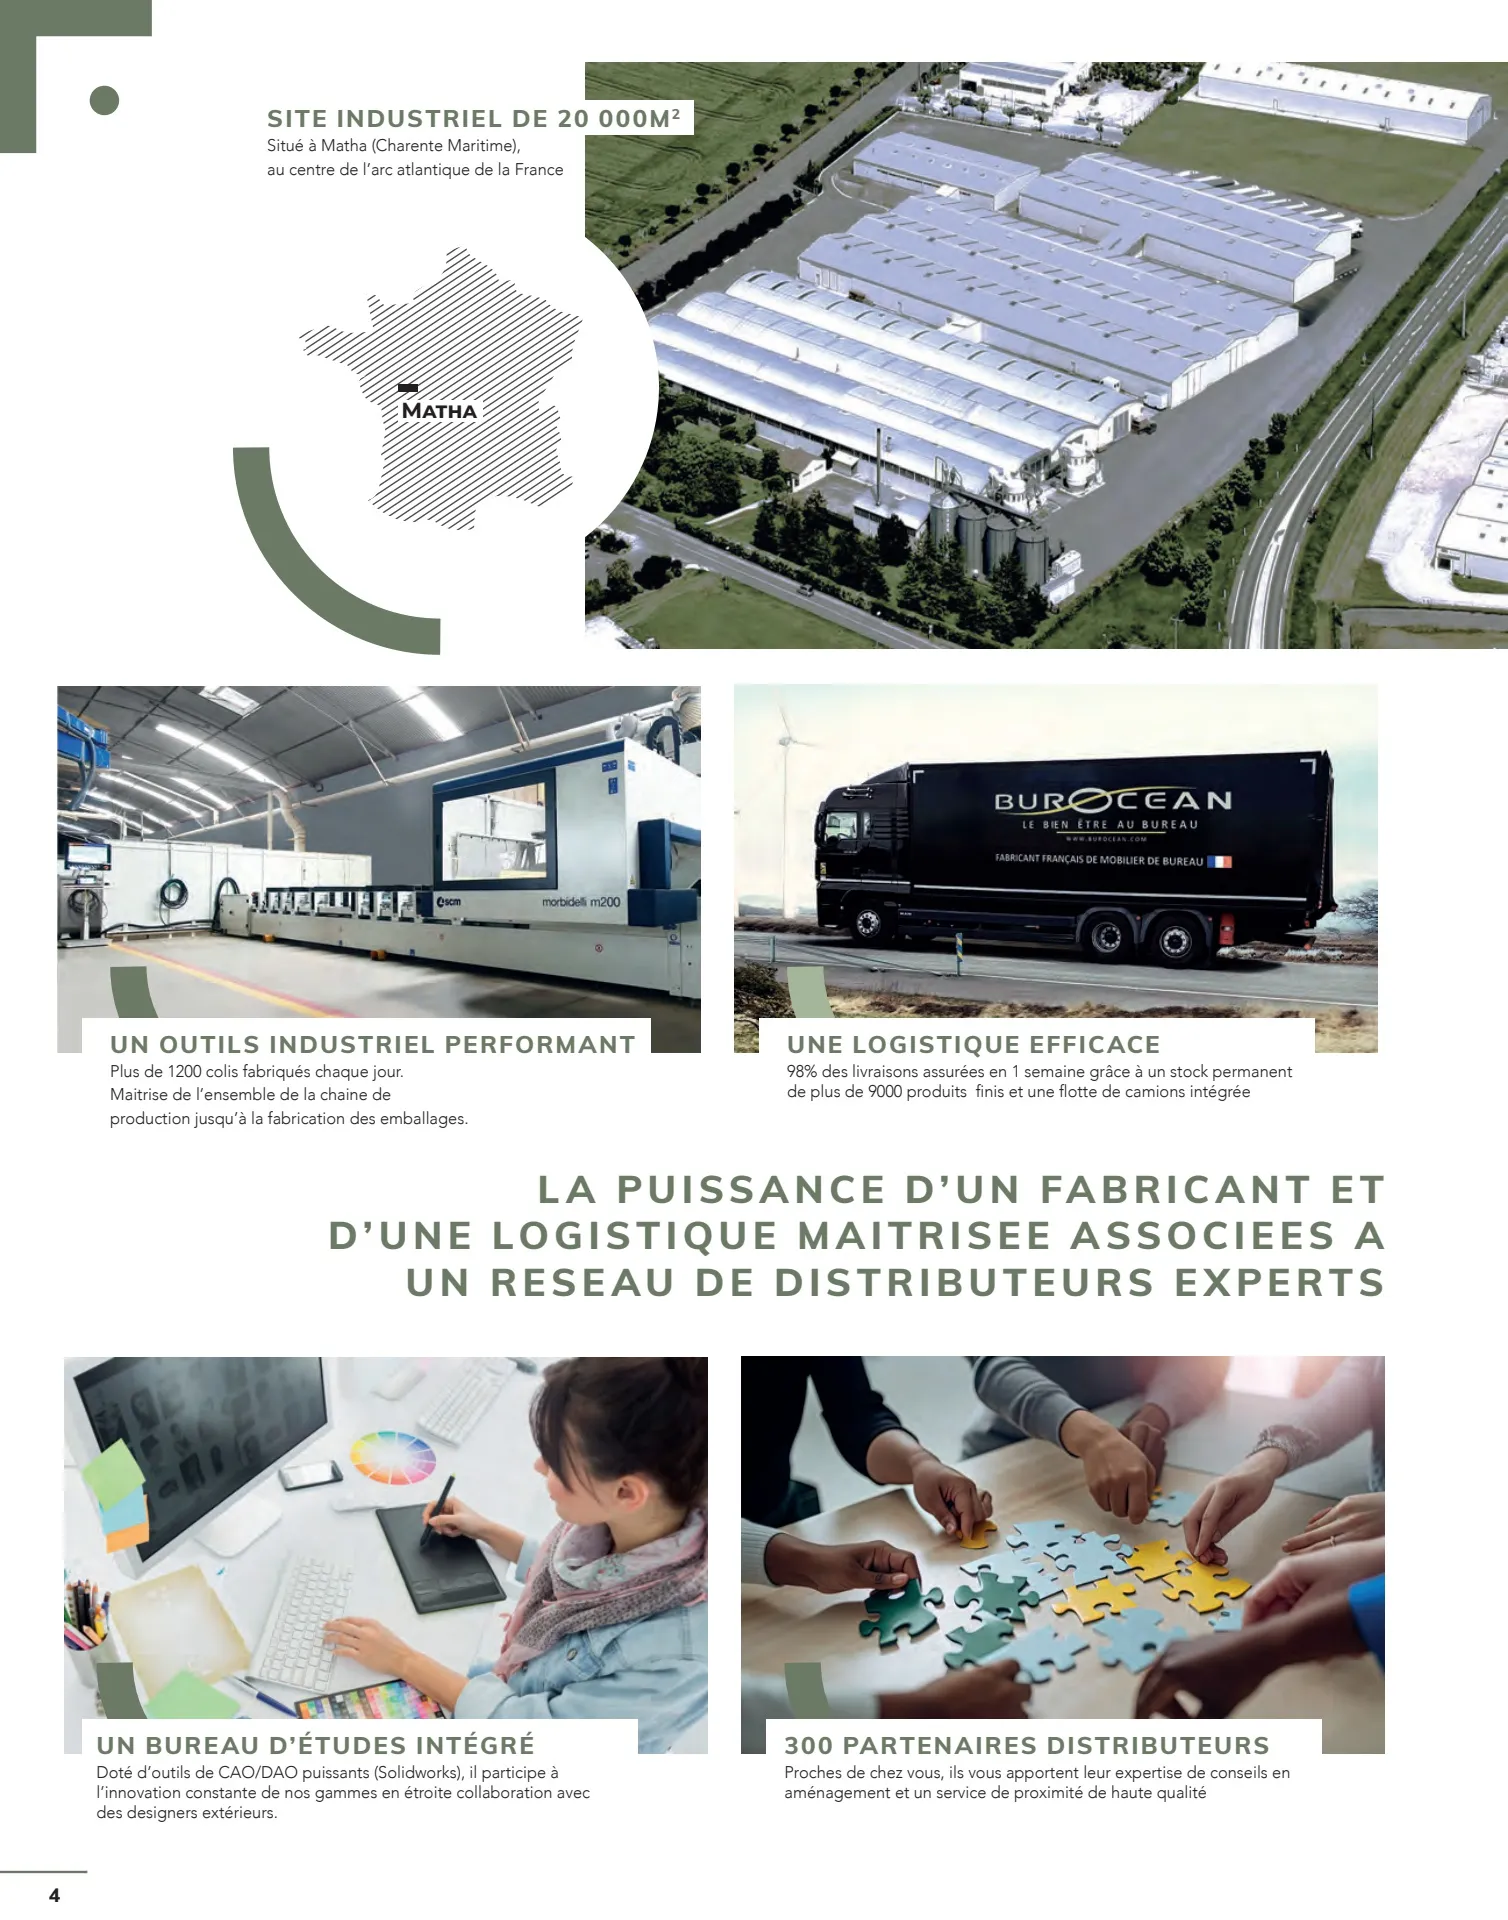 SITE INDUSTRIEL DE 20 000M²
Situé à Matha (Charente Maritime),
au centre de l'arc atlantique de la France
MATHA
scm
morbidelli m200
BUROCEAN
LE BIEN ÊTRE AU BUREAU
WWW.BUROCEAN.COM
FABRICANT FRANÇAIS DE MOBILIER DE BUREAU
UN OUTILS INDUSTRIEL PERFORMANT
Plus de 1200 colis fabriqués chaque jour.
Maitrise de l'ensemble de la chaine de
production jusqu'à la fabrication des emballages.
UNE LOGISTIQUE EFFICACE
98% des livraisons assurées en 1 semaine grâce à un stock permanent
de plus de 9000 produits  finis et une flotte de camions intégrée
LA PUISSANCE D'UN FABRICANT ET
D'UNE LOGISTIQUE MAITRISEE ASSOCIEES A
UN RESEAU DE DISTRIBUTEURS EXPERTS
UN BUREAU D'ÉTUDES INTÉGRÉ
Doté d'outils de CAO/DAO puissants (Solidworks), il participe à
l'innovation constante de nos gammes en étroite collaboration avec
des designers extérieurs.
300 PARTENAIRES DISTRIBUTEURS
Proches de chez vous, ils vous apportent leur expertise de conseils en
aménagement et un service de proximité de haute qualité
4